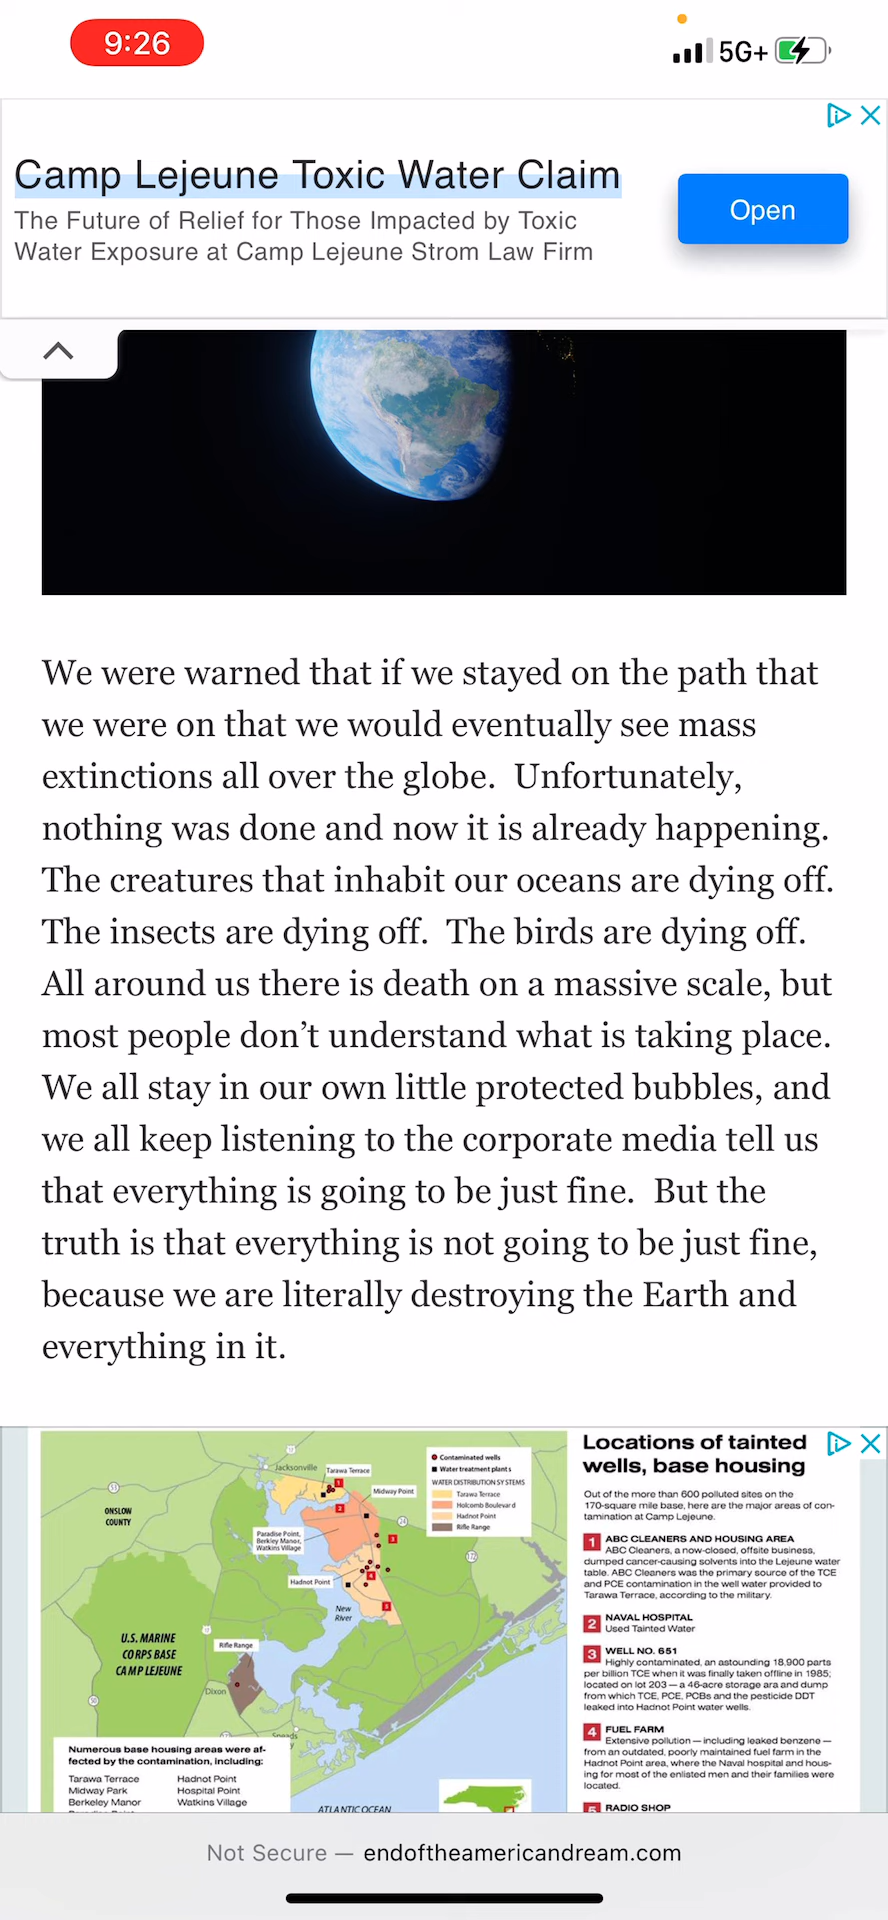 9:26
5G+
Camp Lejeune Toxic Water Claim
The Future of Relief for Those Impacted by Toxic
Water Exposure at Camp Lejeune Strom Law Firm
Open
We were warned that if we stayed on the path that
we were on that we would eventually see mass
extinctions all over the globe.  Unfortunately,
nothing was done and now it is already happening.
The creatures that inhabit our oceans are dying off.
The insects are dying off.  The birds are dying off.
All around us there is death on a massive scale, but
most people don’t understand what is taking place.
We all stay in our own little protected bubbles, and
we all keep listening to the corporate media tell us
that everything is going to be just fine.  But the
truth is that everything is not going to be just fine,
because we are literally destroying the Earth and
everything in it.
Jacksonville
Tarawa Terrace
Midway Point
ONSLOW
COUNTY
Paradise Point,
Berkley Manor,
Watkins Village
Hadnot Point
New
River
U.S. MARINE
CORPS BASE
CAMP LEJEUNE
Rifle Range
Dixon
Contaminated wells
Water treatment plants
WATER DISTRIBUTION SYSTEMS
Tarawa Terrace
Holcomb Boulevard
Hadnot Point
Rifle Range
Numerous base housing areas were af-
fected by the contamination, including:
Tarawa Terrace
Midway Park
Berkeley Manor
Hadnot Point
Hospital Point
Watkins Village
ATLANTIC OCEAN
Locations of tainted
wells, base housing
Out of the more than 600 polluted sites on the
170-square mile base, here are the major areas of con-
tamination at Camp Lejeune.
1 ABC CLEANERS AND HOUSING AREA
ABC Cleaners, a now-closed, offsite business,
dumped cancer-causing solvents into the Lejeune water
table. ABC Cleaners was the primary source of the TCE
and PCE contamination in the well water provided to
Tarawa Terrace, according to the military.
2 NAVAL HOSPITAL
Used Tainted Water
3 WELL NO. 651
Highly contaminated, an astounding 18,900 parts
per billion TCE when it was finally taken offline in 1985;
located on lot 203 — a 46-acre storage ara and dump
from which TCE, PCE, PCBs and the pesticide DDT
leaked into Hadnot Point water wells.
4 FUEL FARM
Extensive pollution — including leaked benzene —
from an outdated, poorly maintained fuel farm in the
Hadnot Point area, where the Naval hospital and hous-
ing for most of the enlisted men and their families were
located.
5 RADIO SHOP
Not Secure — endoftheamericandream.com